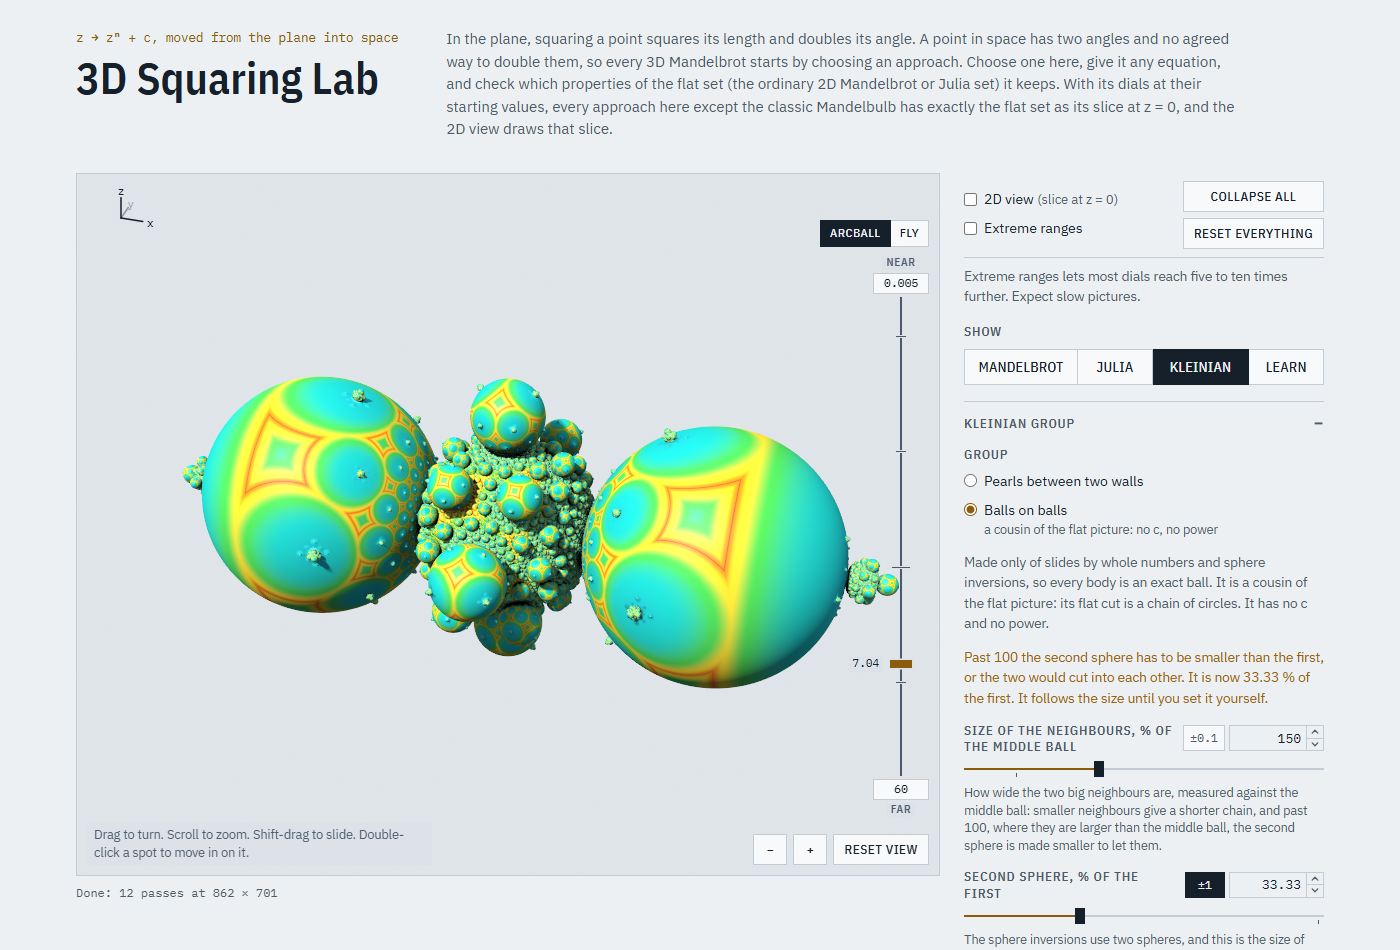 z → zⁿ + c, moved from the plane into space
3D Squaring Lab
In the plane, squaring a point squares its length and doubles its angle. A point in space has two angles and no agreed
way to double them, so every 3D Mandelbrot starts by choosing an approach. Choose one here, give it any equation,
and check which properties of the flat set (the ordinary 2D Mandelbrot or Julia set) it keeps. With its dials at their
starting values, every approach here except the classic Mandelbulb has exactly the flat set as its slice at z = 0, and the
2D view draws that slice.
z
y
x
ARCBALL FLY
NEAR
0.005
7.04
60
FAR
Drag to turn. Scroll to zoom. Shift-drag to slide. Double-
click a spot to move in on it.
− + RESET VIEW
Done: 12 passes at 862 × 701
2D view (slice at z = 0)
COLLAPSE ALL
Extreme ranges
RESET EVERYTHING
Extreme ranges lets most dials reach five to ten times
further. Expect slow pictures.
SHOW
MANDELBROT JULIA KLEINIAN LEARN
KLEINIAN GROUP −
GROUP
Pearls between two walls
Balls on balls
a cousin of the flat picture: no c, no power
Made only of slides by whole numbers and sphere
inversions, so every body is an exact ball. It is a cousin of
the flat picture: its flat cut is a chain of circles. It has no c
and no power.
Past 100 the second sphere has to be smaller than the first,
or the two would cut into each other. It is now 33.33 % of
the first. It follows the size until you set it yourself.
SIZE OF THE NEIGHBOURS, % OF
THE MIDDLE BALL
±0.1 150
How wide the two big neighbours are, measured against the
middle ball: smaller neighbours give a shorter chain, and past
100, where they are larger than the middle ball, the second
sphere is made smaller to let them.
SECOND SPHERE, % OF THE
FIRST
±1 33.33
The sphere inversions use two spheres, and this is the size of